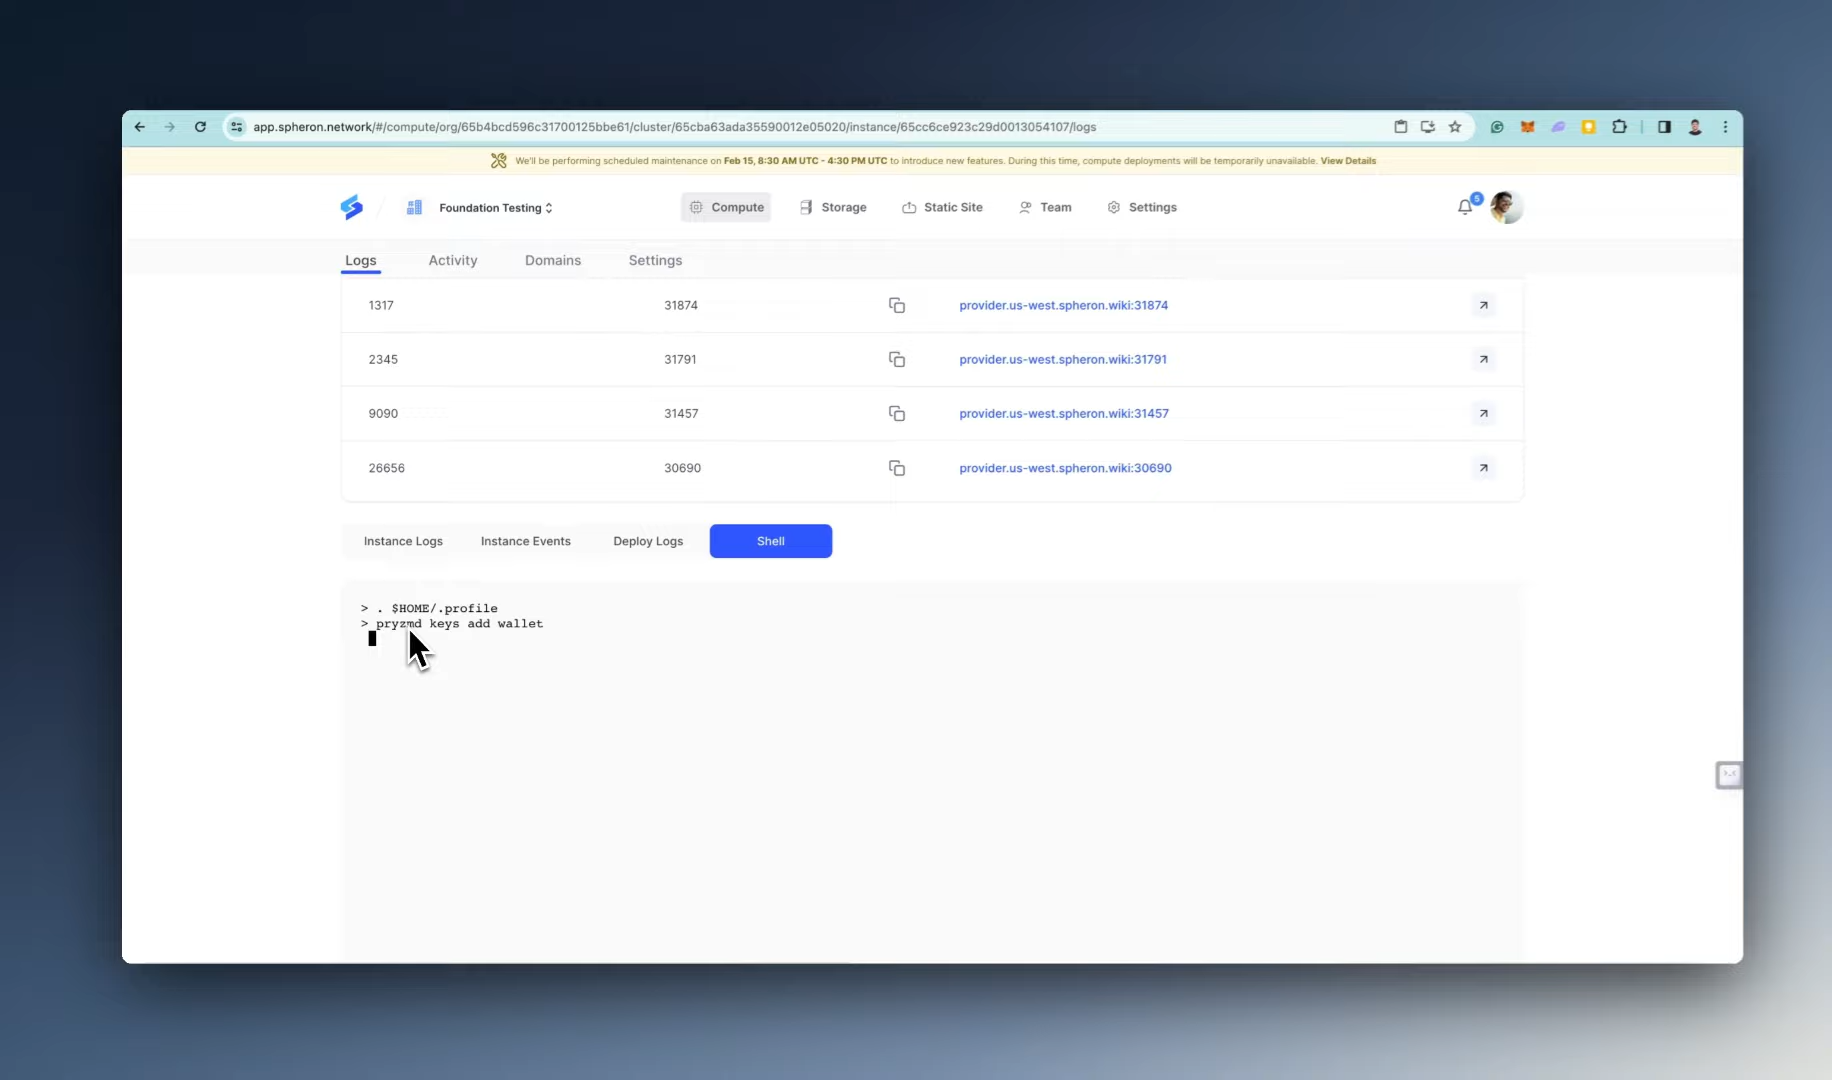 app.spheron.network/#/compute/org/65b4bcd596c31700125bbe61/cluster/65cba63ada35590012e05020/instance/65cc6ce923c29d0013054107/logs
We'll be performing scheduled maintenance on Feb 15, 8:30 AM UTC - 4:30 PM UTC to introduce new features. During this time, compute deployments will be temporarily unavailable. View Details
Foundation Testing
Compute
Storage
Static Site
Team
Settings
5
Logs
Activity
Domains
Settings
1317 31874 provider.us-west.spheron.wiki:31874
2345 31791 provider.us-west.spheron.wiki:31791
9090 31457 provider.us-west.spheron.wiki:31457
26656 30690 provider.us-west.spheron.wiki:30690
Instance Logs
Instance Events
Deploy Logs
Shell
> . $HOME/.profile
> pryzmd keys add wallet